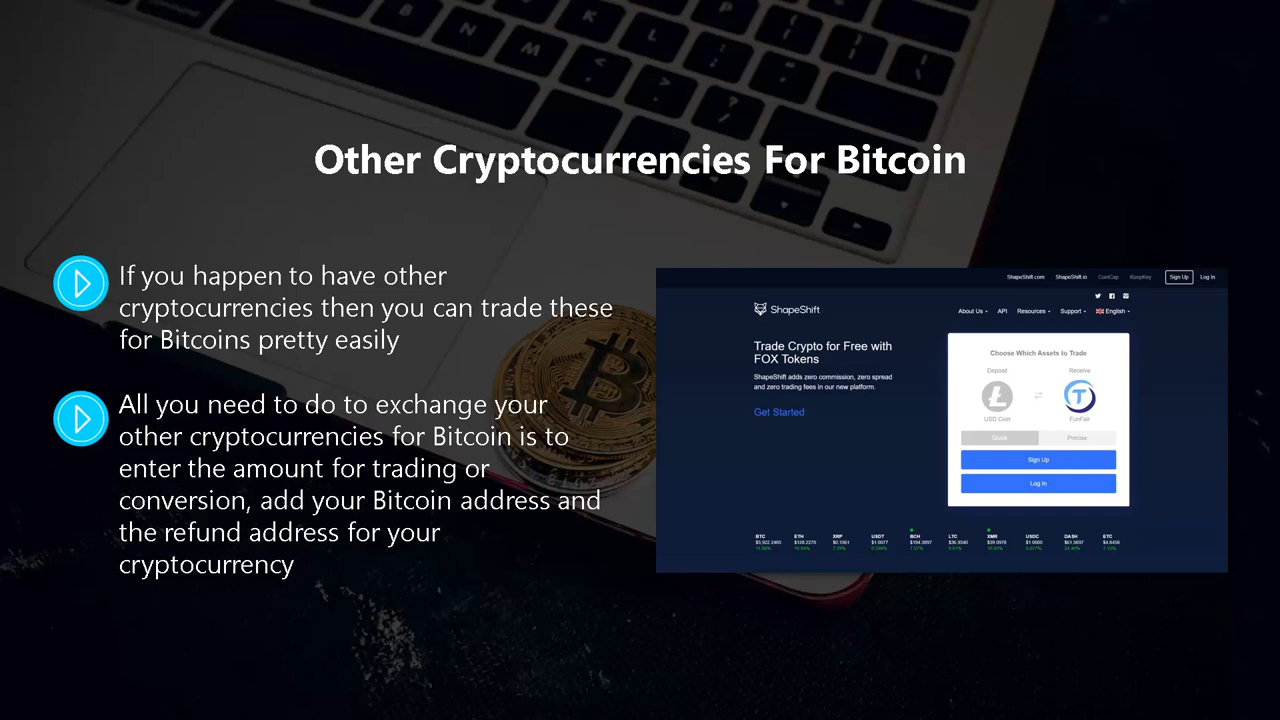 Other Cryptocurrencies For Bitcoin
If you happen to have other
cryptocurrencies then you can trade these
for Bitcoins pretty easily
All you need to do to exchange your
other cryptocurrencies for Bitcoin is to
enter the amount for trading or
conversion, add your Bitcoin address and
the refund address for your
cryptocurrency
ShapeShift.com ShapeShift.io CoinCap KeepKey Sign Up Log In
ShapeShift
About Us API Resources Support English
Trade Crypto for Free with
FOX Tokens
ShapeShift adds zero commission, zero spread
and zero trading fees in our new platform.
Get Started
Choose Which Assets to Trade
Deposit Receive
USD Coin FunFair
Quick Precise
Sign Up
Log In
BTC ETH XRP USDT BCH LTC XMR USDC DASH ETC
K L : " { } N M < > ? / [ ]